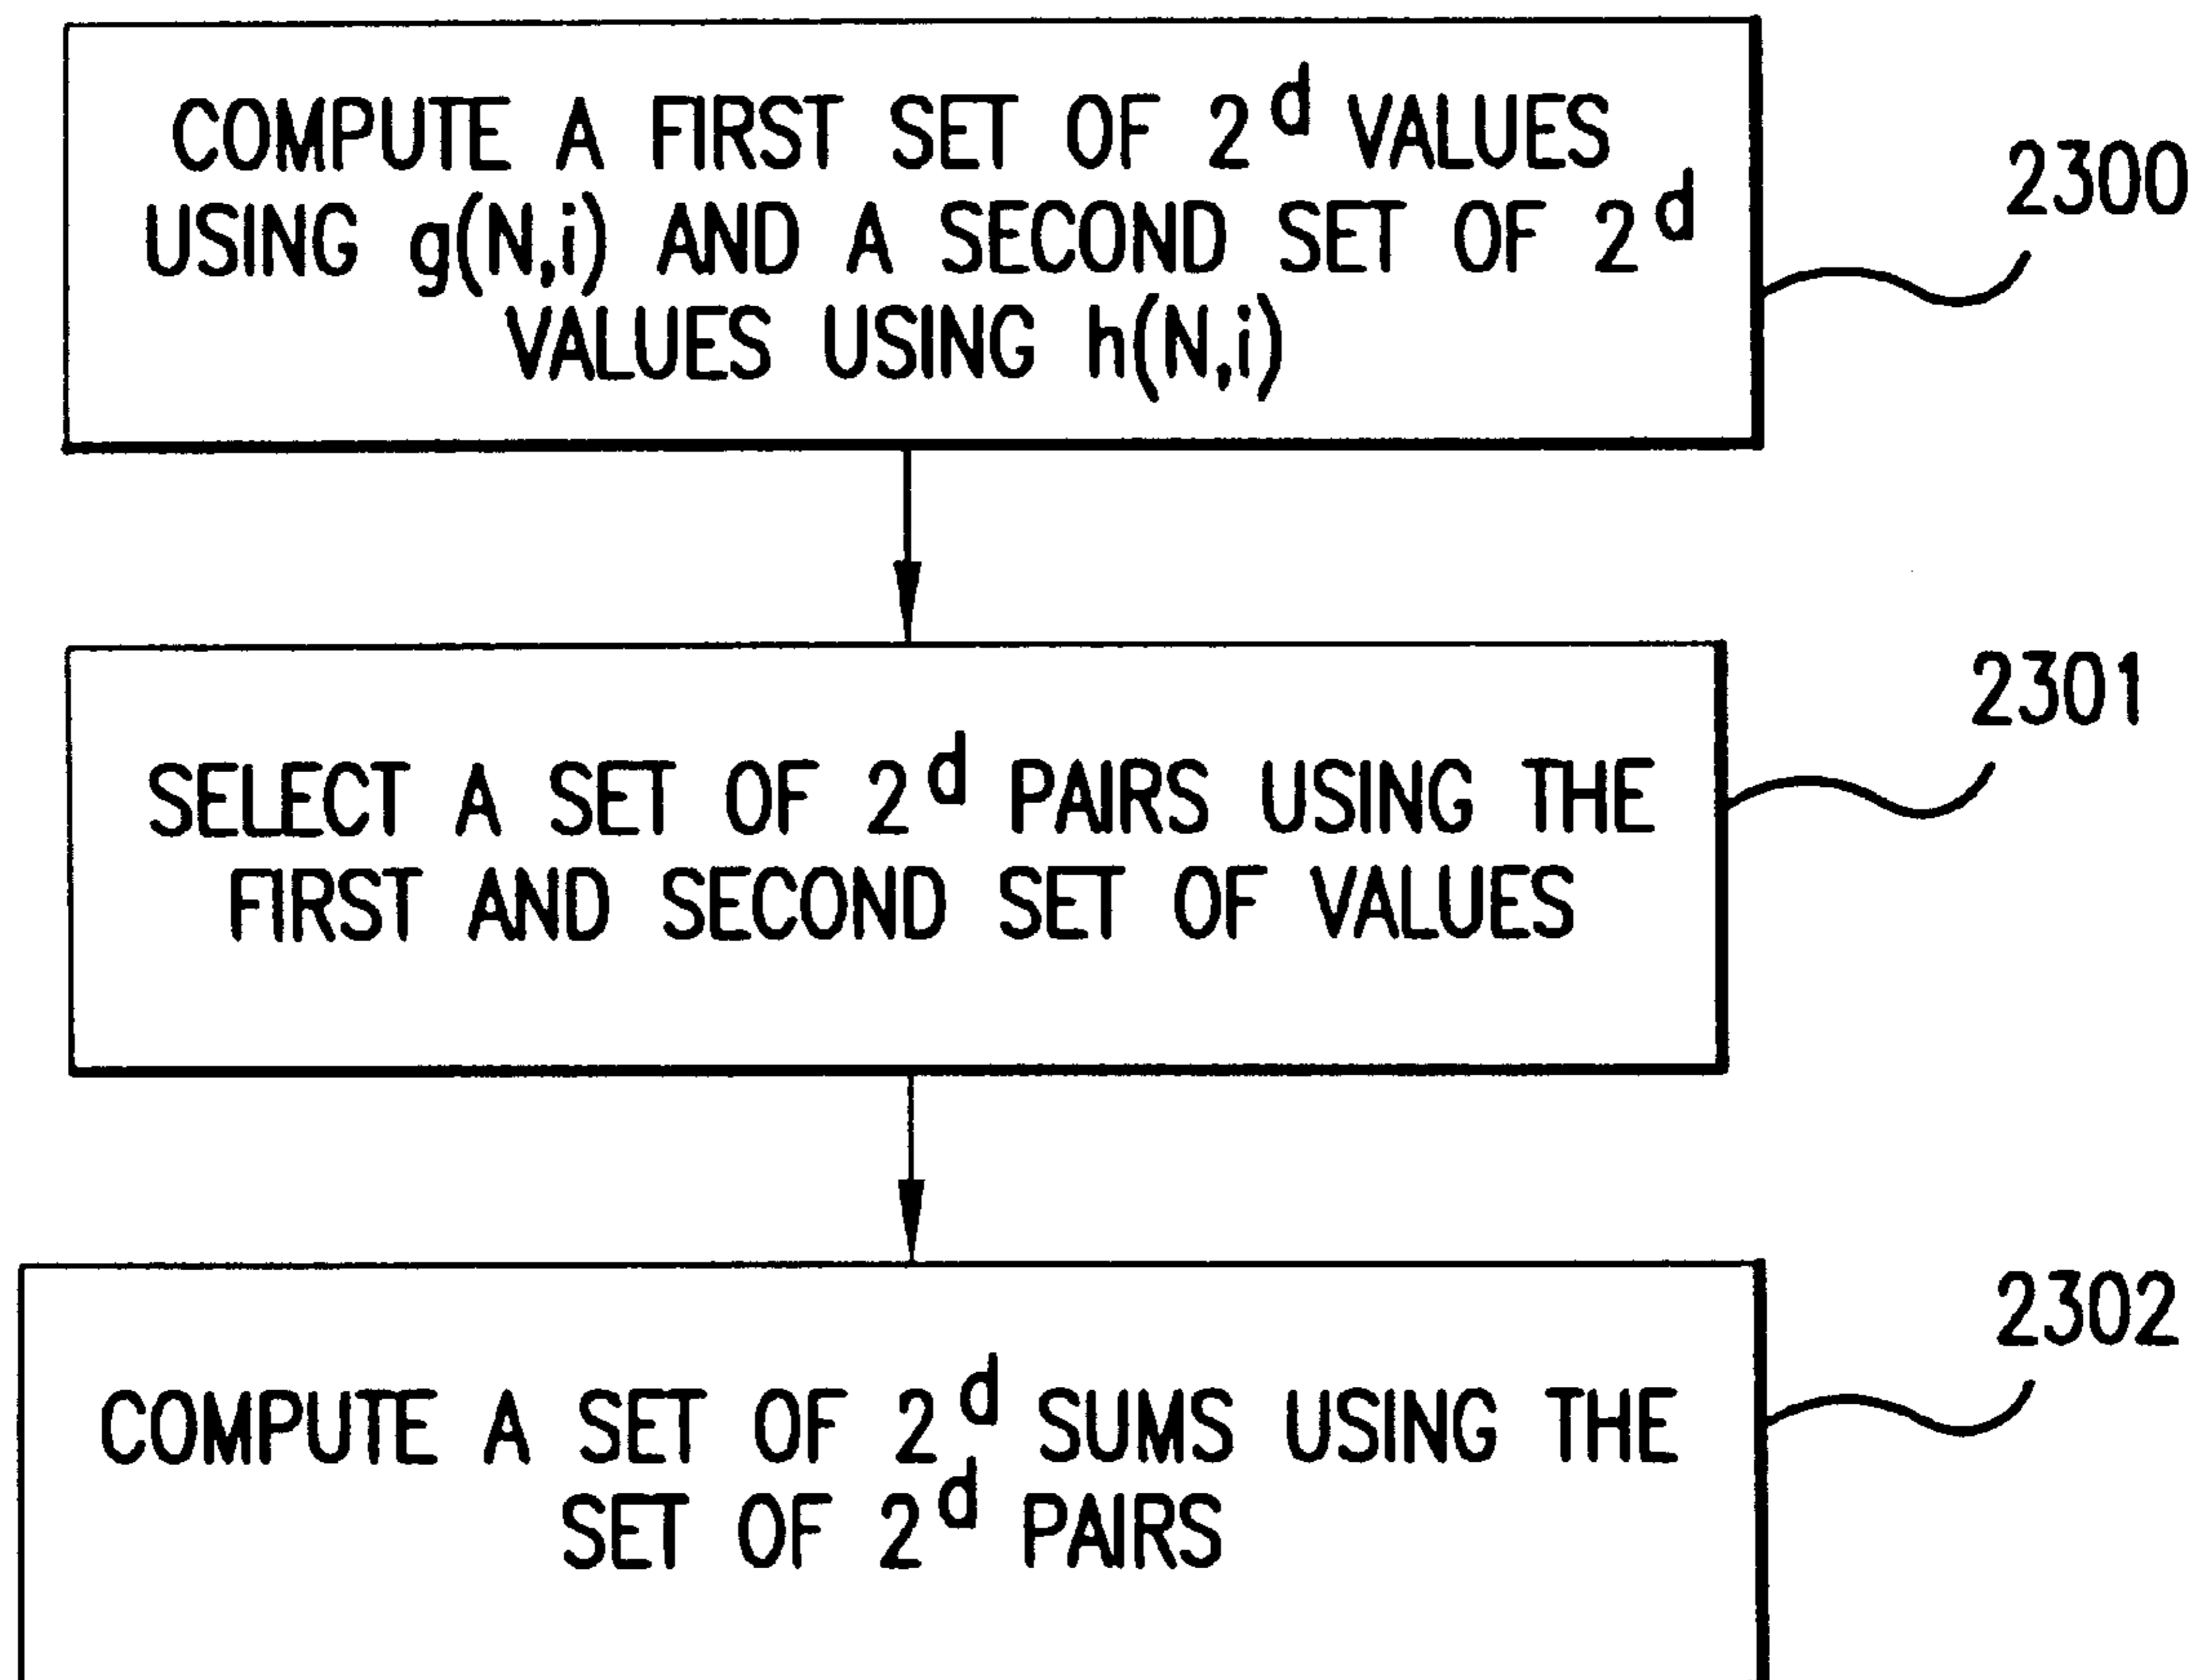 COMPUTE A FIRST SET OF 2^d VALUES
USING g(N,i) AND A SECOND SET OF 2^d
VALUES USING h(N,i)
2300
SELECT A SET OF 2^d PAIRS USING THE
FIRST AND SECOND SET OF VALUES
2301
COMPUTE A SET OF 2^d SUMS USING THE
SET OF 2^d PAIRS
2302